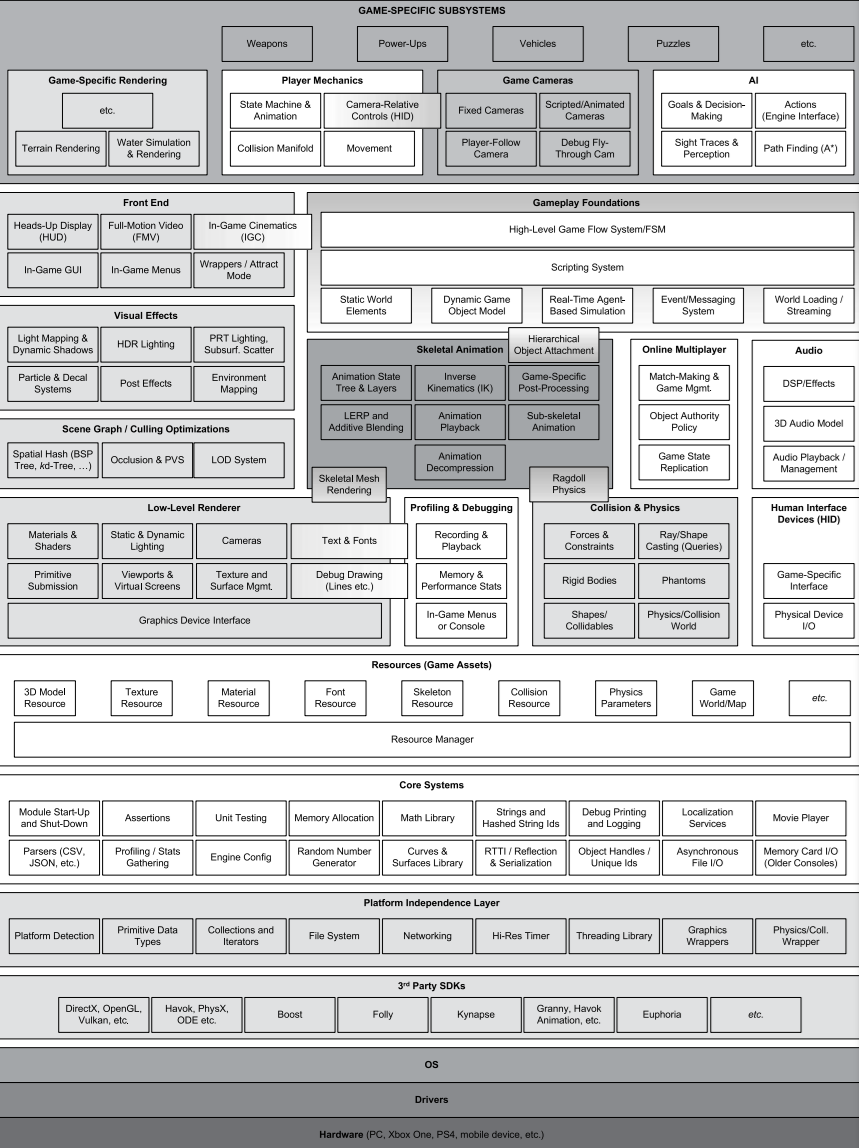 GAME-SPECIFIC SUBSYSTEMS
Weapons
Power-Ups
Vehicles
Puzzles
etc.
Game-Specific Rendering
etc.
Terrain Rendering
Water Simulation
& Rendering
Player Mechanics
State Machine &
Animation
Camera-Relative
Controls (HID)
Collision Manifold
Movement
Game Cameras
Fixed Cameras
Scripted/Animated
Cameras
Player-Follow
Camera
Debug Fly-
Through Cam
AI
Goals & Decision-
Making
Actions
(Engine Interface)
Sight Traces &
Perception
Path Finding (A*)
Front End
Heads-Up Display
(HUD)
Full-Motion Video
(FMV)
In-Game Cinematics
(IGC)
In-Game GUI
In-Game Menus
Wrappers / Attract
Mode
Gameplay Foundations
High-Level Game Flow System/FSM
Scripting System
Static World
Elements
Dynamic Game
Object Model
Real-Time Agent-
Based Simulation
Event/Messaging
System
World Loading /
Streaming
Visual Effects
Light Mapping &
Dynamic Shadows
HDR Lighting
PRT Lighting,
Subsurf. Scatter
Particle & Decal
Systems
Post Effects
Environment
Mapping
Skeletal Animation
Hierarchical
Object Attachment
Animation State
Tree & Layers
Inverse
Kinematics (IK)
Game-Specific
Post-Processing
LERP and
Additive Blending
Animation
Playback
Sub-skeletal
Animation
Animation
Decompression
Skeletal Mesh
Rendering
Ragdoll
Physics
Online Multiplayer
Match-Making &
Game Mgmt.
Object Authority
Policy
Game State
Replication
Audio
DSP/Effects
3D Audio Model
Audio Playback /
Management
Scene Graph / Culling Optimizations
Spatial Hash (BSP
Tree, kd-Tree, …)
Occlusion & PVS
LOD System
Low-Level Renderer
Materials &
Shaders
Static & Dynamic
Lighting
Cameras
Text & Fonts
Primitive
Submission
Viewports &
Virtual Screens
Texture and
Surface Mgmt.
Debug Drawing
(Lines etc.)
Graphics Device Interface
Profiling & Debugging
Recording &
Playback
Memory &
Performance Stats
In-Game Menus
or Console
Collision & Physics
Forces &
Constraints
Ray/Shape
Casting (Queries)
Rigid Bodies
Phantoms
Shapes/
Collidables
Physics/Collision
World
Human Interface
Devices (HID)
Game-Specific
Interface
Physical Device
I/O
Resources (Game Assets)
3D Model
Resource
Texture
Resource
Material
Resource
Font
Resource
Skeleton
Resource
Collision
Resource
Physics
Parameters
Game
World/Map
etc.
Resource Manager
Core Systems
Module Start-Up
and Shut-Down
Assertions
Unit Testing
Memory Allocation
Math Library
Strings and
Hashed String Ids
Debug Printing
and Logging
Localization
Services
Movie Player
Parsers (CSV,
JSON, etc.)
Profiling / Stats
Gathering
Engine Config
Random Number
Generator
Curves &
Surfaces Library
RTTI / Reflection
& Serialization
Object Handles /
Unique Ids
Asynchronous
File I/O
Memory Card I/O
(Older Consoles)
Platform Independence Layer
Platform Detection
Primitive Data
Types
Collections and
Iterators
File System
Networking
Hi-Res Timer
Threading Library
Graphics
Wrappers
Physics/Coll.
Wrapper
3rd Party SDKs
DirectX, OpenGL,
Vulkan, etc.
Havok, PhysX,
ODE etc.
Boost
Folly
Kynapse
Granny, Havok
Animation, etc.
Euphoria
etc.
OS
Drivers
Hardware (PC, Xbox One, PS4, mobile device, etc.)